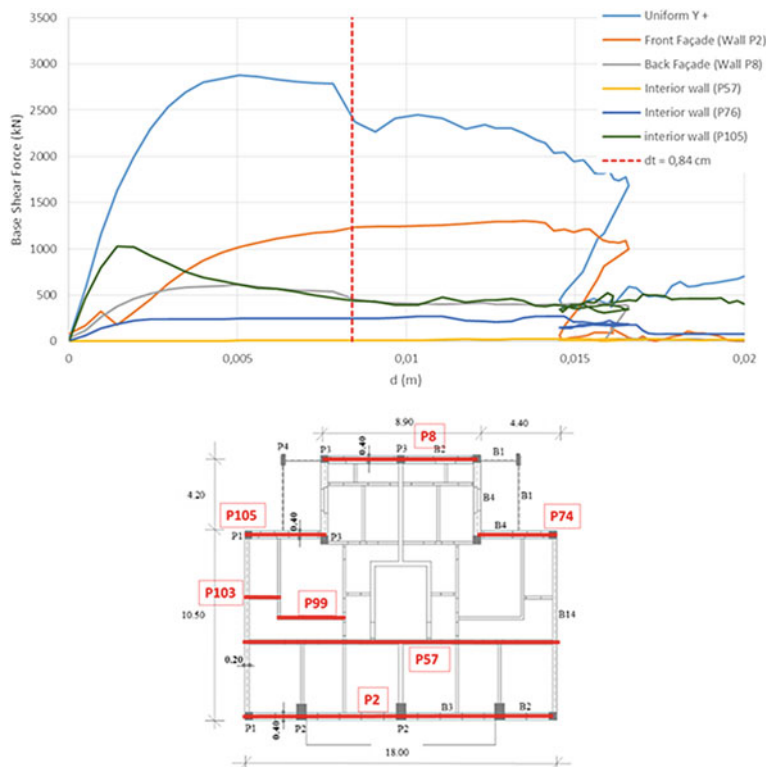 3500
3000
2500
2000
1500
1000
500
0
Base Shear Force (kN)
0
0,005
0,01
0,015
0,02
d (m)
Uniform Y +
Front Façade (Wall P2)
Back Façade (Wall P8)
Interior wall (P57)
Interior wall (P76)
interior wall (P105)
dt = 0,84 cm
8.90
4.40
P8
P4
P1
0.40
P3
B2
B1
4.20
B4
B1
P105
0.40
P74
P1
P3
B4
P103
P99
10.50
B14
P57
0.20
P2
B3
B2
0.40
P1
P2
P2
18.00